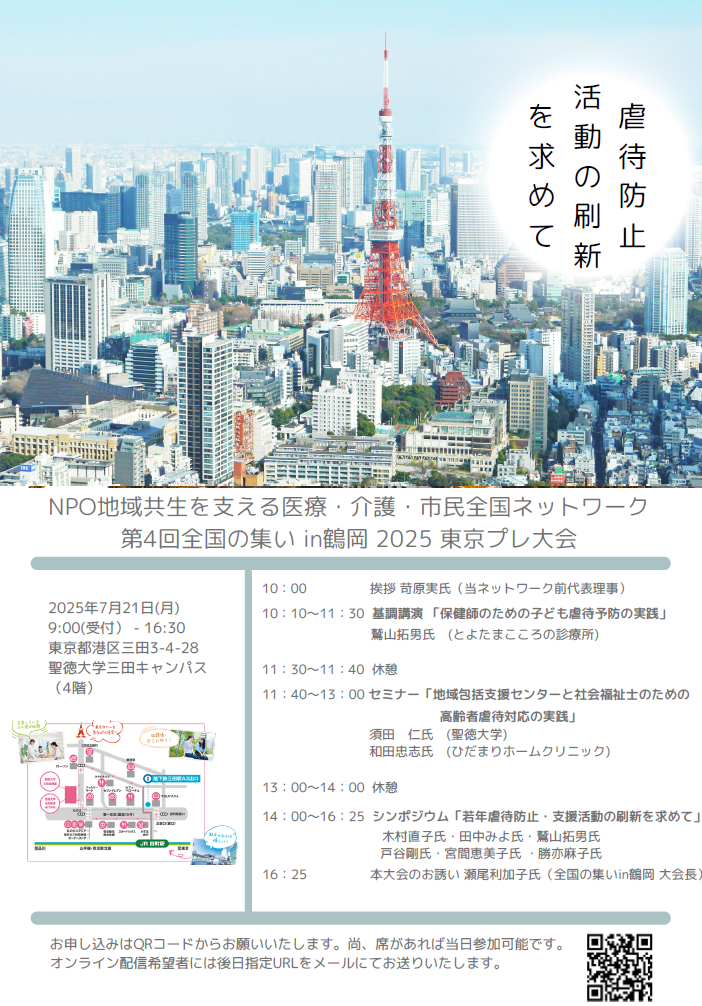 虐待防止
活動の刷新
を求めて
NPO地域共生を支える医療・介護・市民全国ネットワーク
第4回全国の集い in鶴岡 2025 東京プレ大会
2025年7月21日(月)
9:00(受付) - 16:30
東京都港区三田3-4-28
聖徳大学三田キャンパス
（4階）
地下鉄三田駅A3出口
JR 田町駅
10：00 挨拶 苛原実氏（当ネットワーク前代表理事）
10：10～11：30 基調講演 「保健師のための子ども虐待予防の実践」
鷲山拓男氏 （とよたまこころの診療所)
11：30～11：40 休憩
11：40～13：00 セミナー「地域包括支援センターと社会福祉士のための
高齢者虐待対応の実践」
須田 仁氏 （聖徳大学)
和田忠志氏 （ひだまりホームクリニック)
13：00～14：00 休憩
14：00～16：25 シンポジウム「若年虐待防止・支援活動の刷新を求めて」
木村直子氏・田中みよ氏・鷲山拓男氏
戸谷剛氏・宮間恵美子氏 ・勝亦麻子氏
16：25 本大会のお誘い 瀬尾利加子氏（全国の集いin鶴岡 大会長）
お申し込みはQRコードからお願いいたします。尚、席があれば当日参加可能です。
オンライン配信希望者には後日指定URLをメールにてお送りいたします。